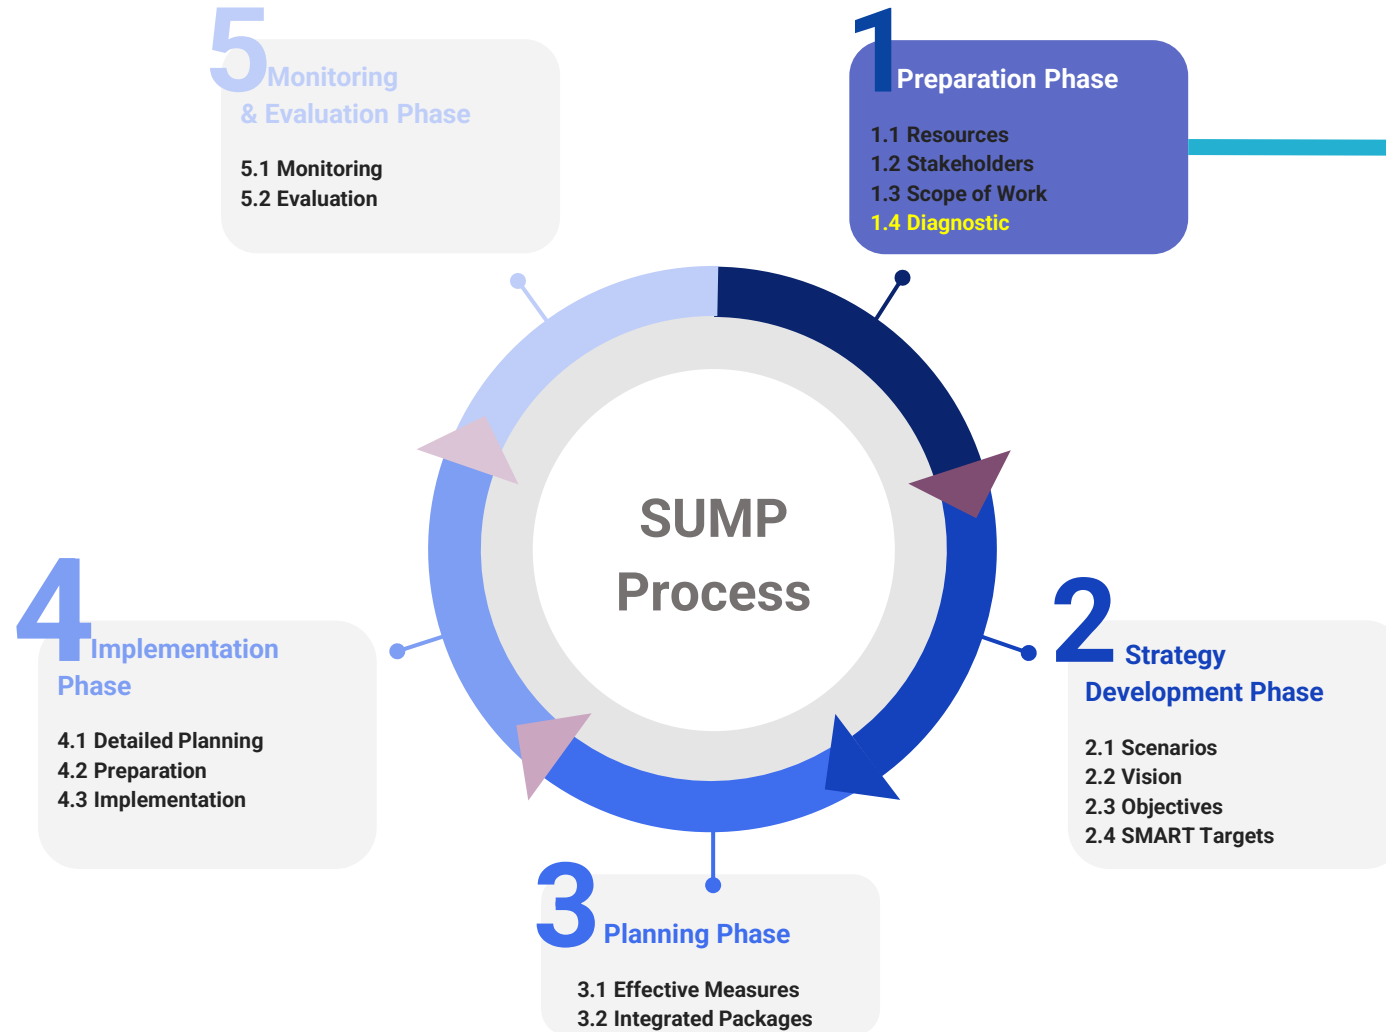 1
Preparation Phase
1.1 Resources
1.2 Stakeholders
1.3 Scope of Work
1.4 Diagnostic
2
Strategy
Development Phase
2.1 Scenarios
2.2 Vision
2.3 Objectives
2.4 SMART Targets
3
Planning Phase
3.1 Effective Measures
3.2 Integrated Packages
4
Implementation
Phase
4.1 Detailed Planning
4.2 Preparation
4.3 Implementation
5
Monitoring
& Evaluation Phase
5.1 Monitoring
5.2 Evaluation
SUMP
Process